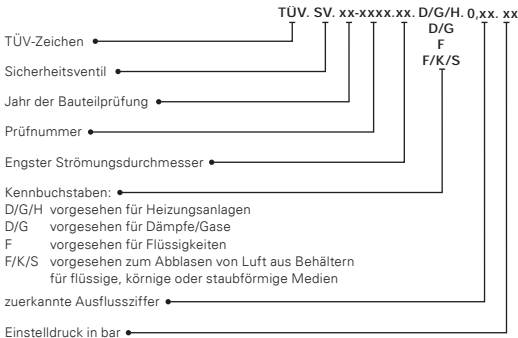 TÜV. SV. xx-xxxx.xx. D/G/H. 0,xx. xx
D/G
F
F/K/S
TÜV-Zeichen
Sicherheitsventil
Jahr der Bauteilprüfung
Prüfnummer
Engster Strömungsdurchmesser
Kennbuchstaben:
D/G/H vorgesehen für Heizungsanlagen
D/G vorgesehen für Dämpfe/Gase
F vorgesehen für Flüssigkeiten
F/K/S vorgesehen zum Abblasen von Luft aus Behältern
für flüssige, körnige oder staubförmige Medien
zuerkannte Ausflussziffer
Einstelldruck in bar